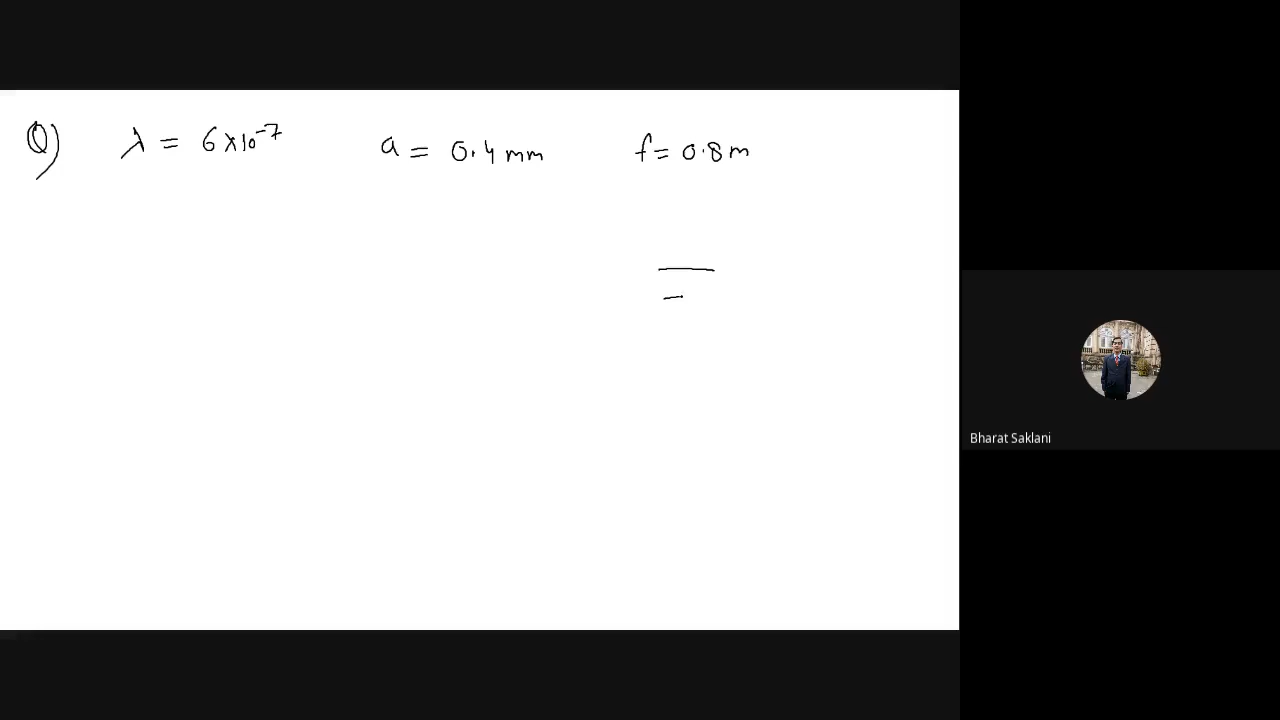 Q) λ = 6×10⁻⁷ a = 0.4 mm f = 0.8 m
Bharat Saklani